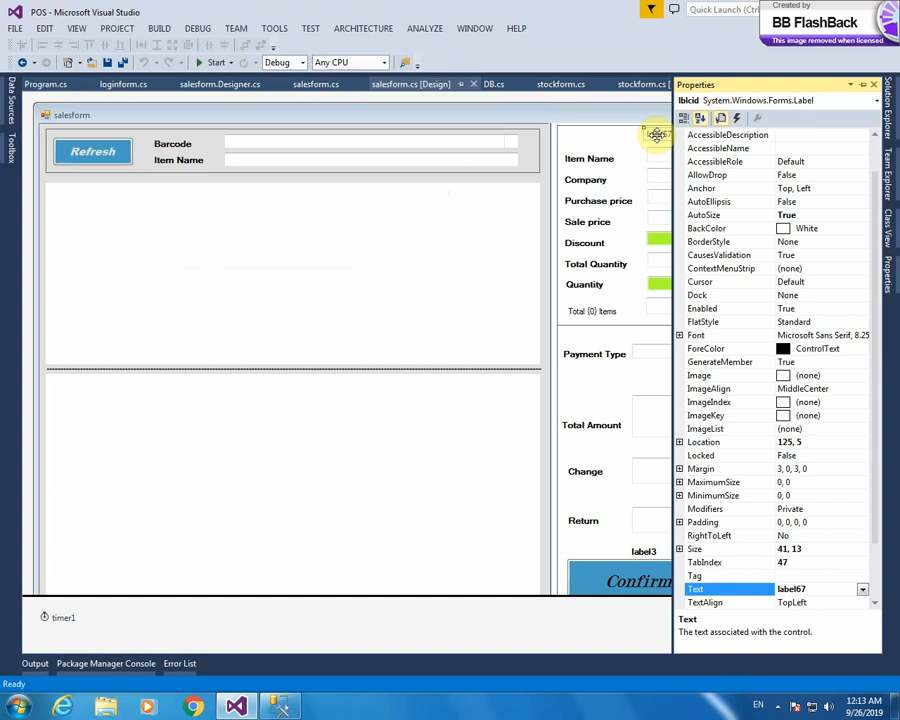 POS - Microsoft Visual Studio
Quick Launch (
Created by
BB FlashBack
This image removed when licensed
FILE EDIT VIEW PROJECT BUILD DEBUG TEAM TOOLS TEST ARCHITECTURE ANALYZE WINDOW HELP
Start Debug Any CPU
Program.cs loginform.cs salesform.Designer.cs salesform.cs salesform.cs [Design] DB.cs stockform.cs stockform.cs [
Data Sources
Toolbox
salesform
Refresh
Barcode
Item Name
Item Name
Company
Purchase price
Sale price
Discount
Total Quantity
Quantity
Total {0} Items
Payment Type
Total Amount
Change
Return
label3
Confirm
timer1
Properties
lblcid System.Windows.Forms.Label
AccessibleDescription
AccessibleName
AccessibleRole Default
AllowDrop False
Anchor Top, Left
AutoEllipsis False
AutoSize True
BackColor White
BorderStyle None
CausesValidation True
ContextMenuStrip (none)
Cursor Default
Dock None
Enabled True
FlatStyle Standard
Font Microsoft Sans Serif, 8.25
ForeColor ControlText
GenerateMember True
Image (none)
ImageAlign MiddleCenter
ImageIndex (none)
ImageKey (none)
ImageList (none)
Location 125, 5
Locked False
Margin 3, 0, 3, 0
MaximumSize 0, 0
MinimumSize 0, 0
Modifiers Private
Padding 0, 0, 0, 0
RightToLeft No
Size 41, 13
TabIndex 47
Tag
Text label67
TextAlign TopLeft
Text
The text associated with the control.
Solution Explorer
Team Explorer
Class View
Properties
Output Package Manager Console Error List
Ready
EN
12:13 AM
9/26/2019